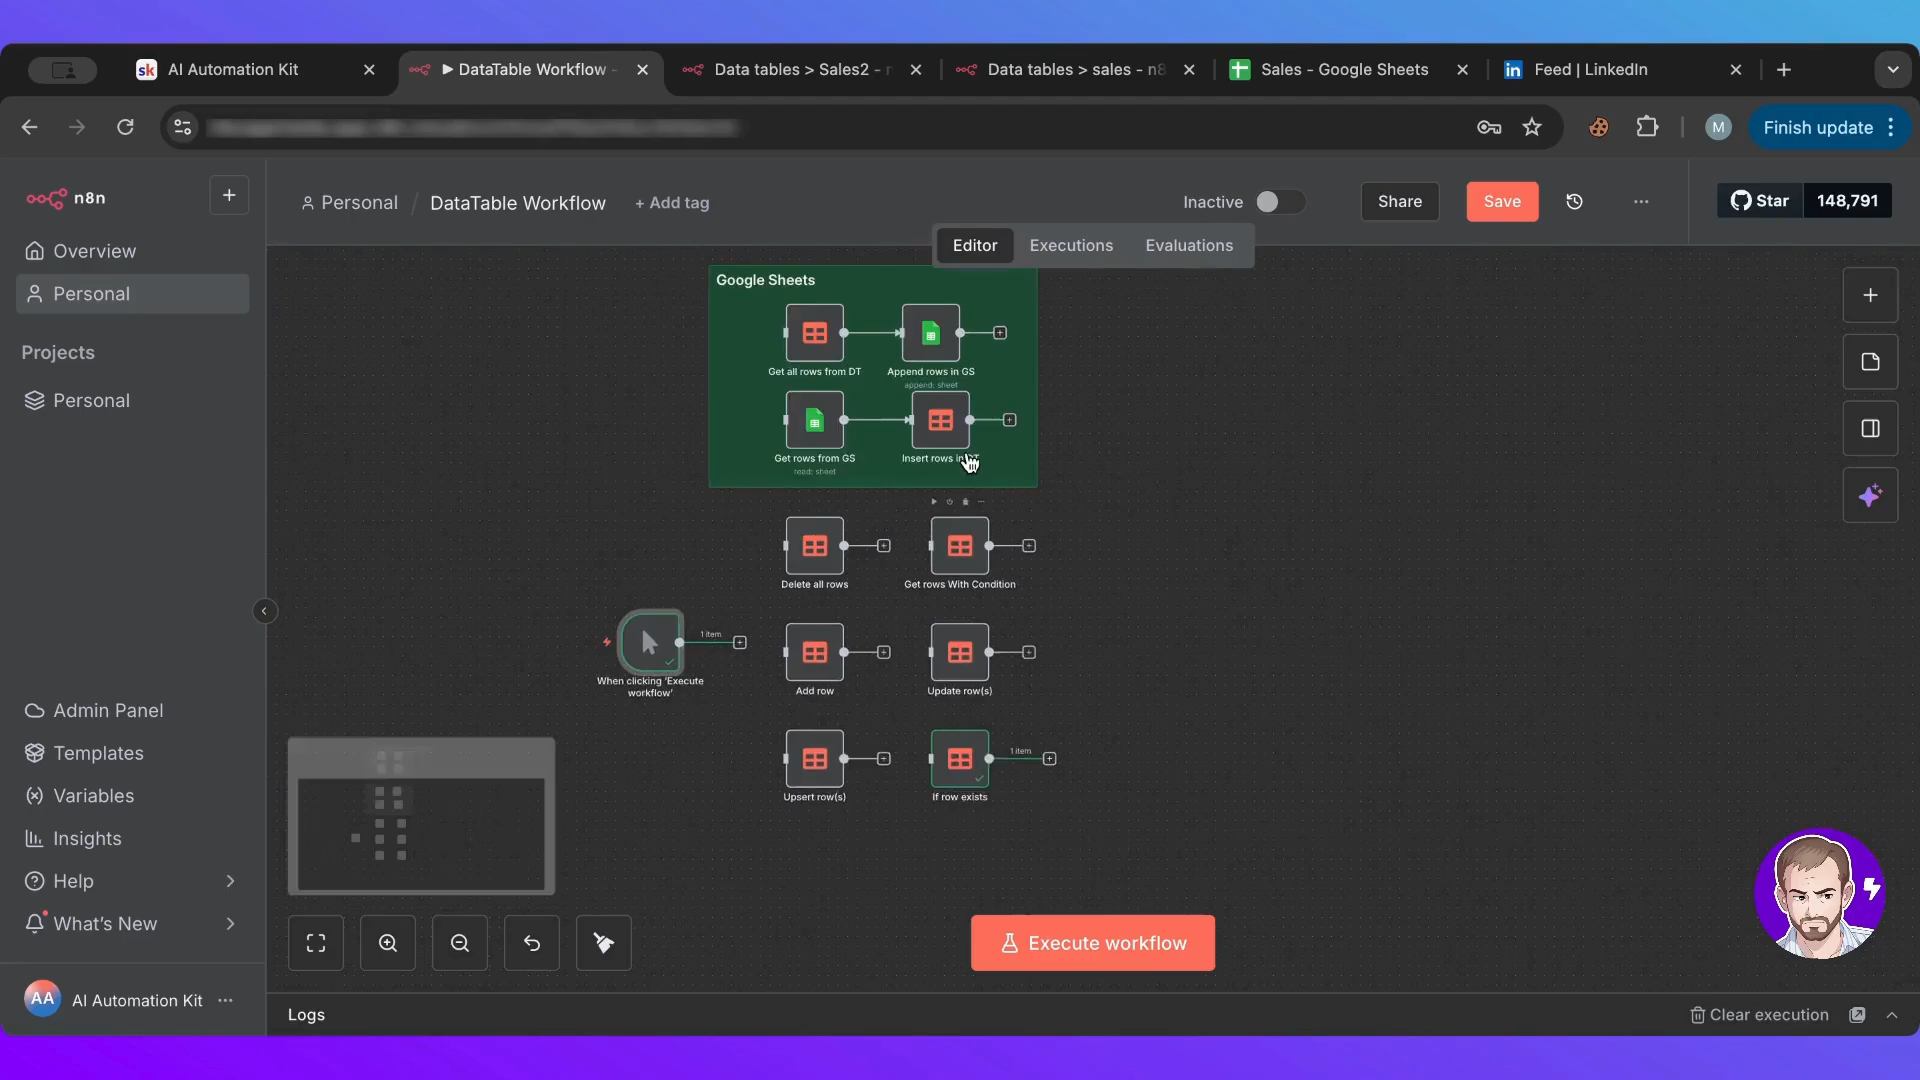 sk AI Automation Kit
DataTable Workflow -
Data tables > Sales2 - n
Data tables > sales - n8
Sales - Google Sheets
in Feed | LinkedIn
M
Finish update
n8n
Personal / DataTable Workflow + Add tag
Inactive
Share
Save
Star 148,791
Editor Executions Evaluations
Overview
Personal
Projects
Personal
Admin Panel
Templates
Variables
Insights
Help
What's New
AA AI Automation Kit
Google Sheets
Get all rows from DT
Append rows in GS
append: sheet
Get rows from GS
read: sheet
Insert rows in DT
Delete all rows
Get rows With Condition
1 item
When clicking 'Execute
workflow'
Add row
Update row(s)
1 item
Upsert row(s)
If row exists
Execute workflow
Logs
Clear execution